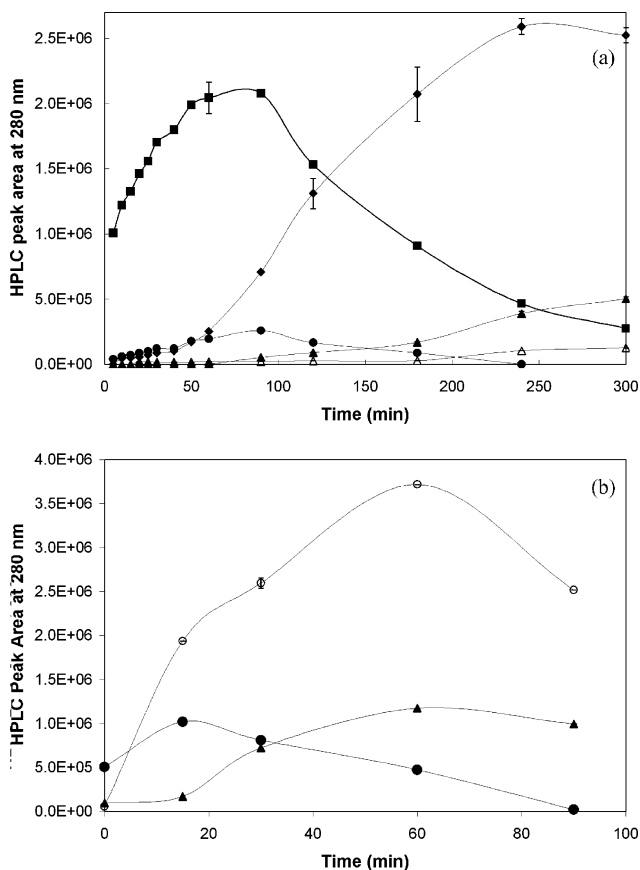 2.5E+06
(a)
2.0E+06
1.5E+06
1.0E+06
5.0E+05
0.0E+00
HPLC peak area at 280 nm
0 50 100 150 200 250 300
Time (min)
4.0E+06
(b)
3.5E+06
3.0E+06
2.5E+06
2.0E+06
1.5E+06
1.0E+06
5.0E+05
0.0E+00
HPLC Peak Area at 280 nm
0 20 40 60 80 100
Time (min)